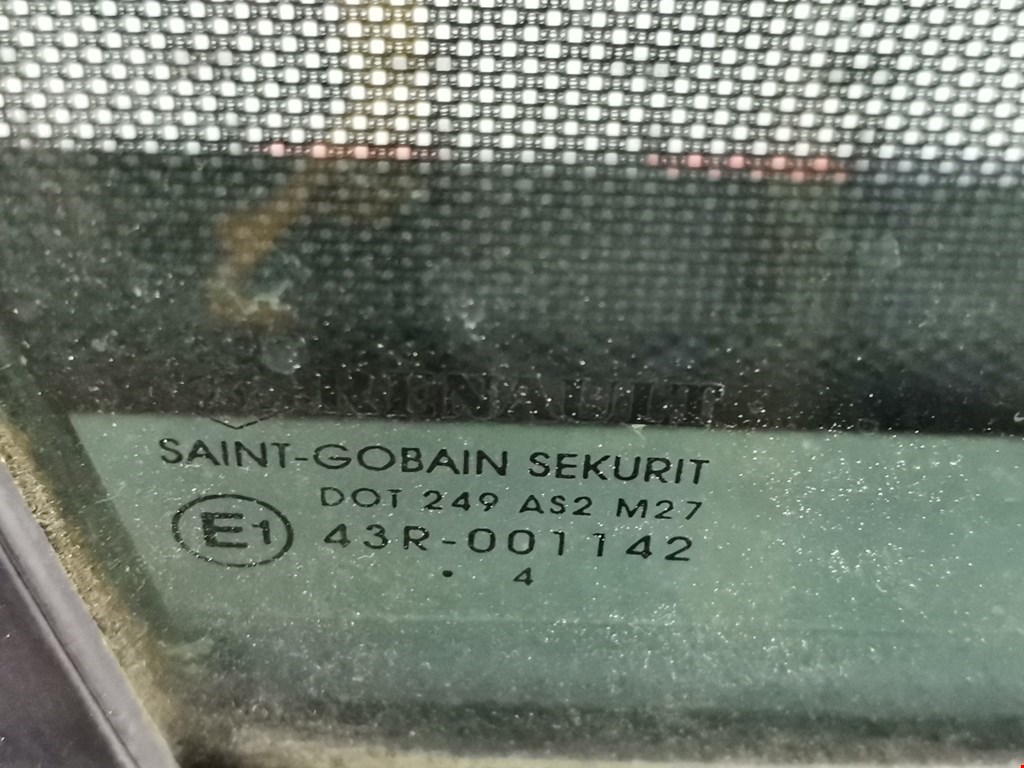 RENAULT
SAINT-GOBAIN SEKURIT
DOT 249 AS2 M27
E1 43R-001142
. 4